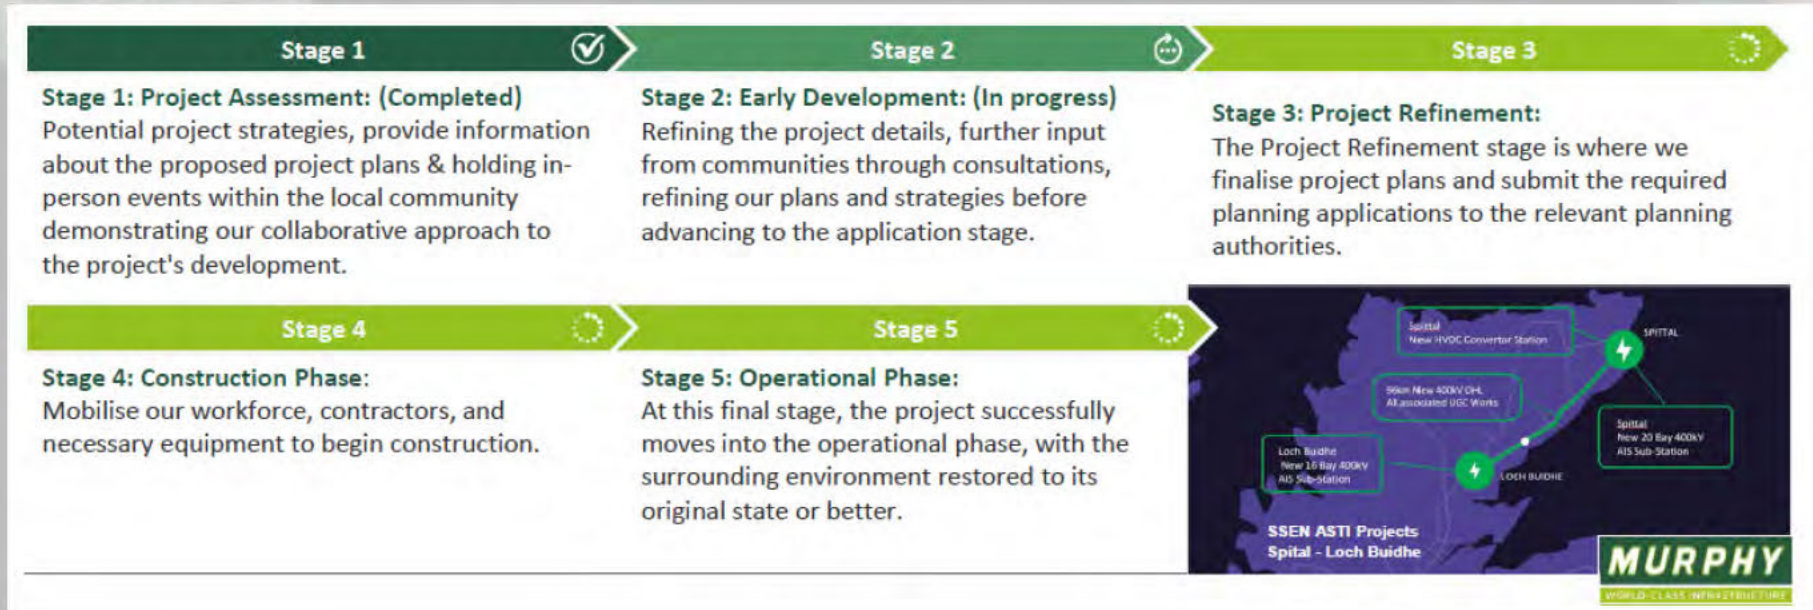 Stage 1
Stage 2
Stage 3
Stage 1: Project Assessment: (Completed)
Potential project strategies, provide information
about the proposed project plans & holding in-
person events within the local community
demonstrating our collaborative approach to
the project's development.
Stage 2: Early Development: (In progress)
Refining the project details, further input
from communities through consultations,
refining our plans and strategies before
advancing to the application stage.
Stage 3: Project Refinement:
The Project Refinement stage is where we
finalise project plans and submit the required
planning applications to the relevant planning
authorities.
Stage 4
Stage 5
Stage 4: Construction Phase:
Mobilise our workforce, contractors, and
necessary equipment to begin construction.
Stage 5: Operational Phase:
At this final stage, the project successfully
moves into the operational phase, with the
surrounding environment restored to its
original state or better.
Spittal
New HVDC Convertor Station
SPITTAL
New 400kV OHL
All associated UGC Works
Spittal
New 20 Bay 400kV
AIS Sub-Station
Loch Buidhe
New 16 Bay 400kV
AIS Sub-Station
LOCH BUIDHE
SSEN ASTI Projects
Spital - Loch Buidhe
MURPHY
WORLD-CLASS INFRASTRUCTURE